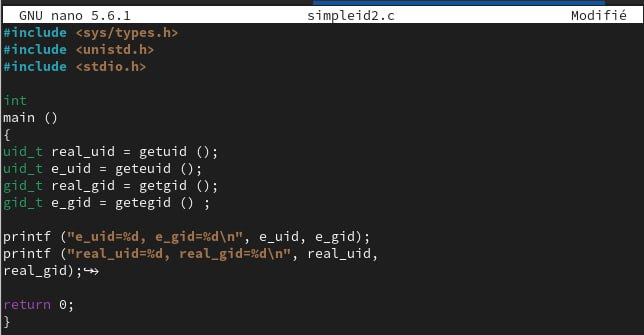 GNU nano 5.6.1 simpleid2.c Modifié
#include <sys/types.h>
#include <unistd.h>
#include <stdio.h>
int
main ()
{
uid_t real_uid = getuid ();
uid_t e_uid = geteuid ();
gid_t real_gid = getgid ();
gid_t e_gid = getegid () ;
printf ("e_uid=%d, e_gid=%d\n", e_uid, e_gid);
printf ("real_uid=%d, real_gid=%d\n", real_uid,
real_gid);↪→
return 0;
}